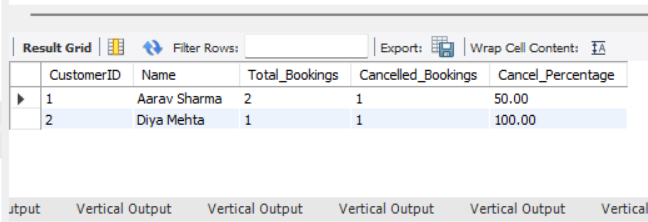 Result Grid Filter Rows: Export: Wrap Cell Content:
CustomerID Name Total_Bookings Cancelled_Bookings Cancel_Percentage
1 Aarav Sharma 2 1 50.00
2 Diya Mehta 1 1 100.00
utput Vertical Output Vertical Output Vertical Output Vertical Output Vertical